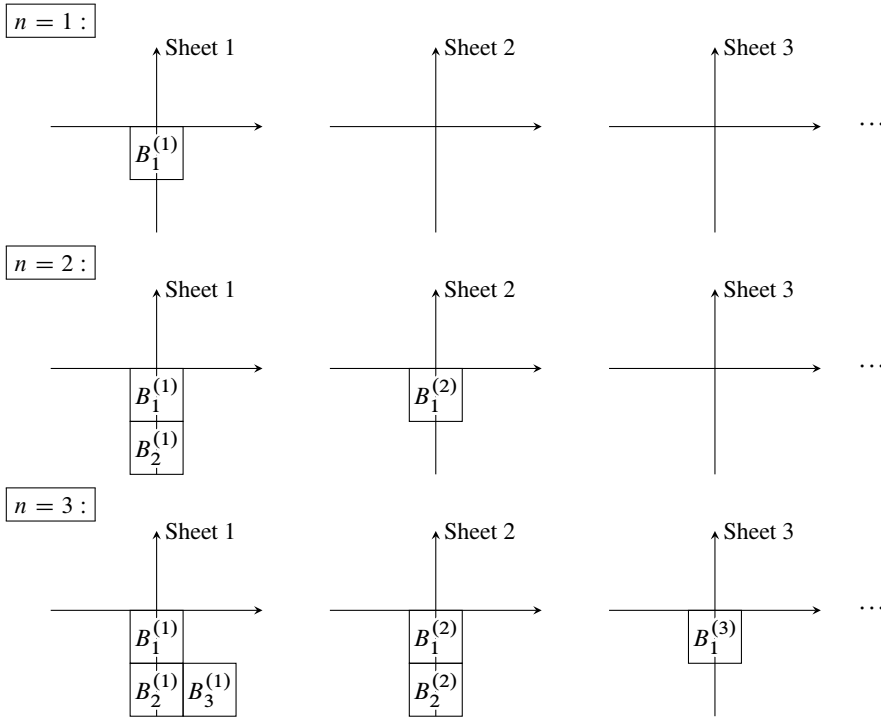 n = 1 :
Sheet 1 Sheet 2 Sheet 3
B_1^{(1)} ···
n = 2 :
Sheet 1 Sheet 2 Sheet 3
···
B_1^{(1)} B_1^{(2)}
B_2^{(1)}
n = 3 :
Sheet 1 Sheet 2 Sheet 3
···
B_1^{(1)} B_1^{(2)} B_1^{(3)}
B_2^{(1)} B_3^{(1)} B_2^{(2)}